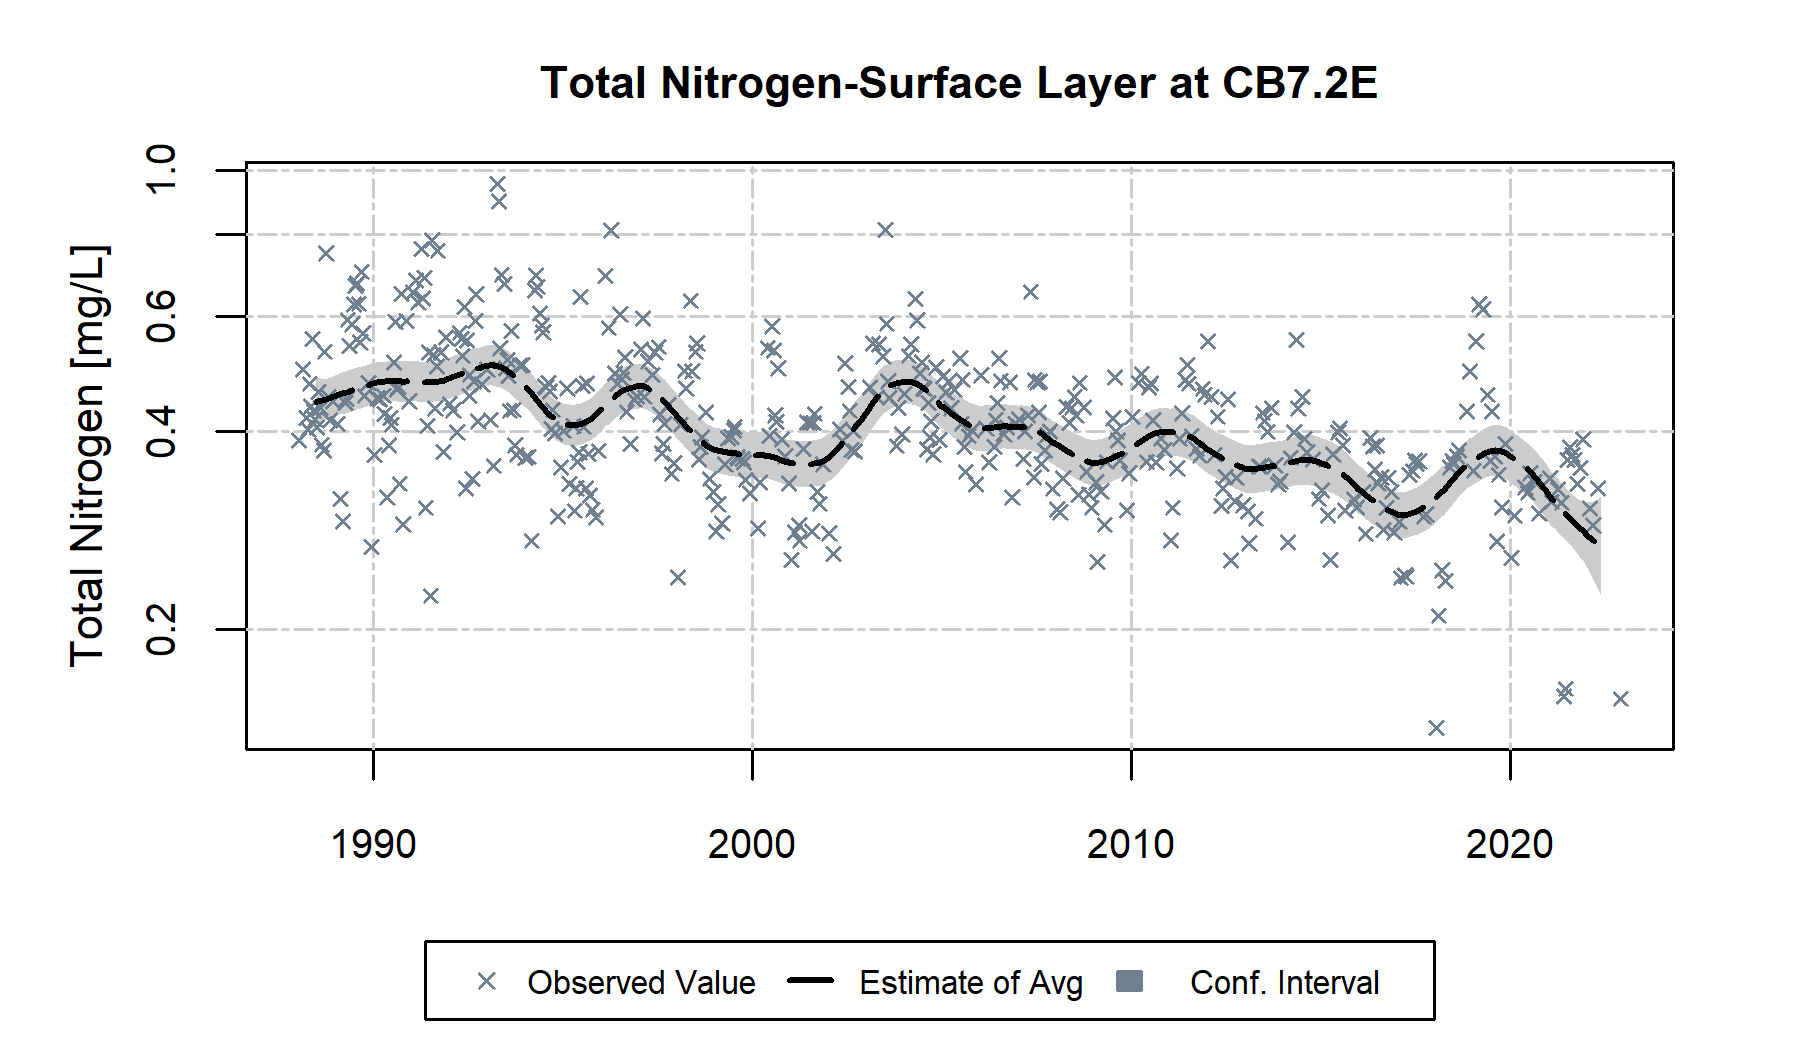 Total Nitrogen-Surface Layer at CB7.2E
Total Nitrogen [mg/L]
1.0
0.6
0.4
0.2
1990 2000 2010 2020
Observed Value Estimate of Avg Conf. Interval